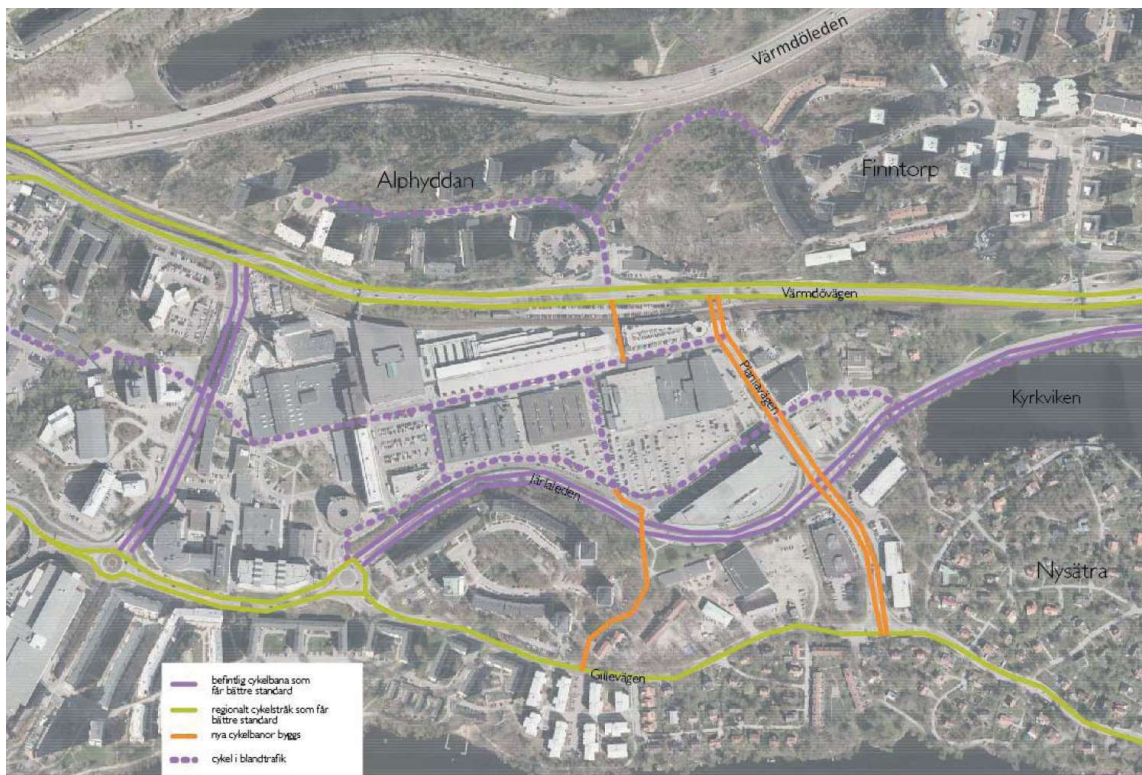 Värmdöleden
Alphyddan
Finntorp
Värmdövägen
Planiavägen
Kyrkviken
Järlaleden
Nysätra
Gillevägen
befintlig cykelbana som
får bättre standard
regionalt cykelstråk som får
bättre standard
nya cykelbanor byggs
cykel i blandtrafik